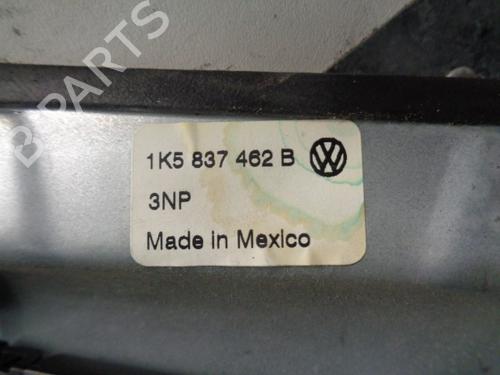 B PARTS
1K5 837 462 B
3NP
Made in Mexico